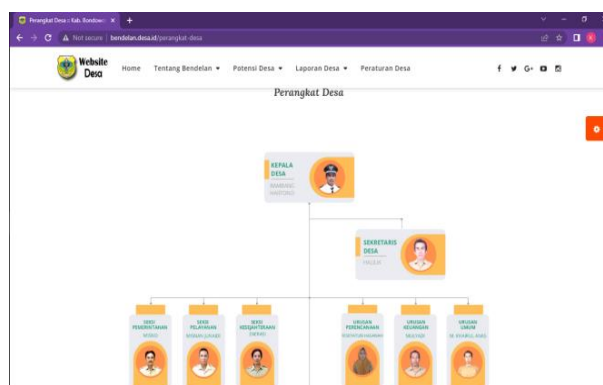 Perangkat Desa :: Kab. Bondowo
Not secure | bendelan.desa.id/perangkat-desa
Website
Desa
Home Tentang Bendelan Potensi Desa Laporan Desa Peraturan Desa
Perangkat Desa
KEPALA
DESA
BAMBANG
SEKRETARIS
DESA
SEKSI
PEMERINTAHAN
SEKSI
PELAYANAN
SEKSI
KESEJAHTERAAN
URUSAN
PERENCANAAN
URUSAN
KEUANGAN
URUSAN
UMUM